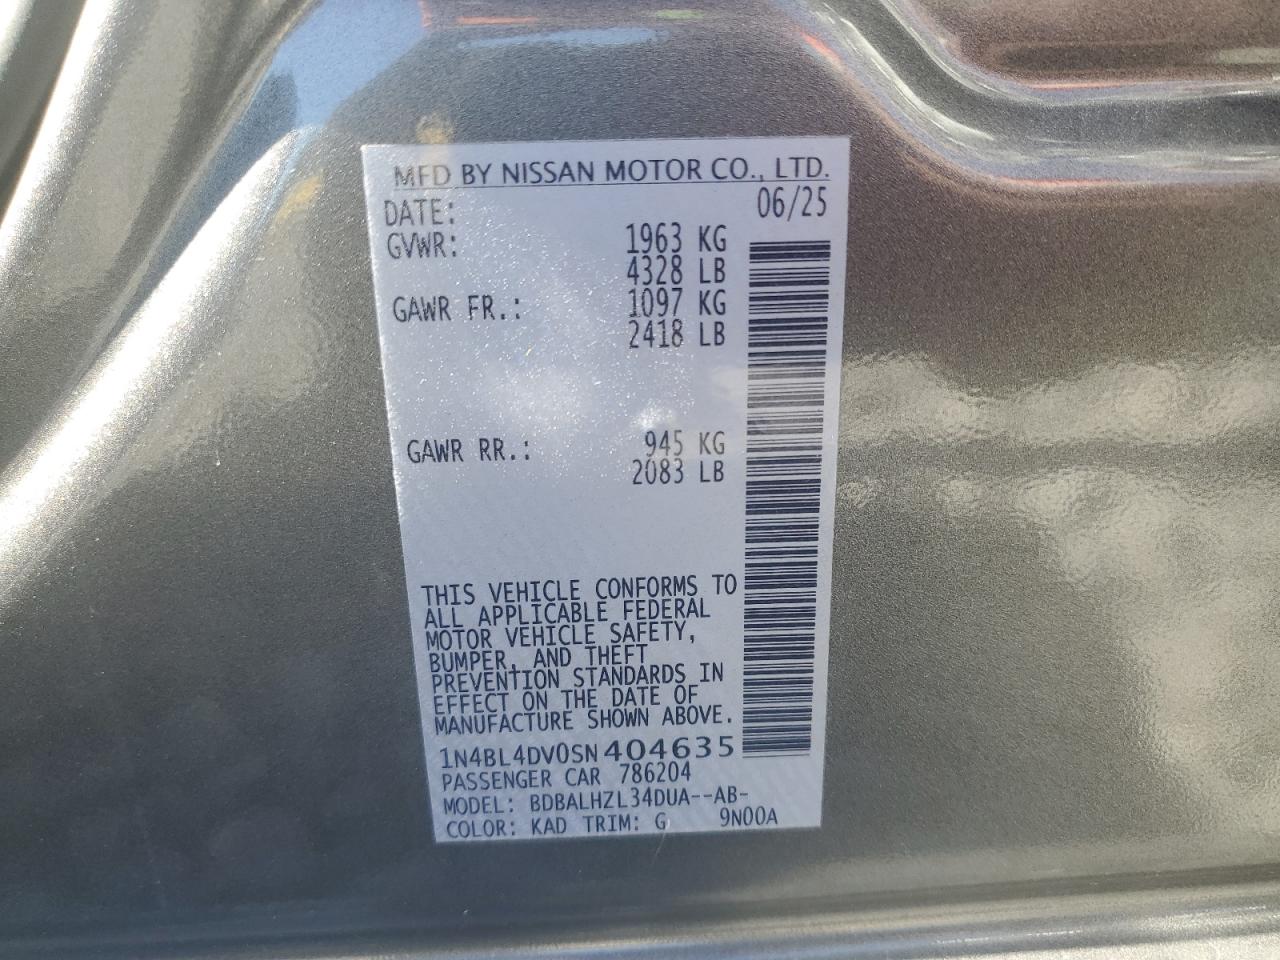 MFD BY NISSAN MOTOR CO., LTD.
DATE: 06/25
GVWR: 1963 KG
4328 LB
GAWR FR.: 1097 KG
2418 LB
GAWR RR.: 945 KG
2083 LB
THIS VEHICLE CONFORMS TO
ALL APPLICABLE FEDERAL
MOTOR VEHICLE SAFETY,
BUMPER, AND THEFT
PREVENTION STANDARDS IN
EFFECT ON THE DATE OF
MANUFACTURE SHOWN ABOVE.
1N4BL4DV0SN404635
PASSENGER CAR 786204
MODEL: BDBALHZL34DUA--AB-
COLOR: KAD TRIM: G 9N00A